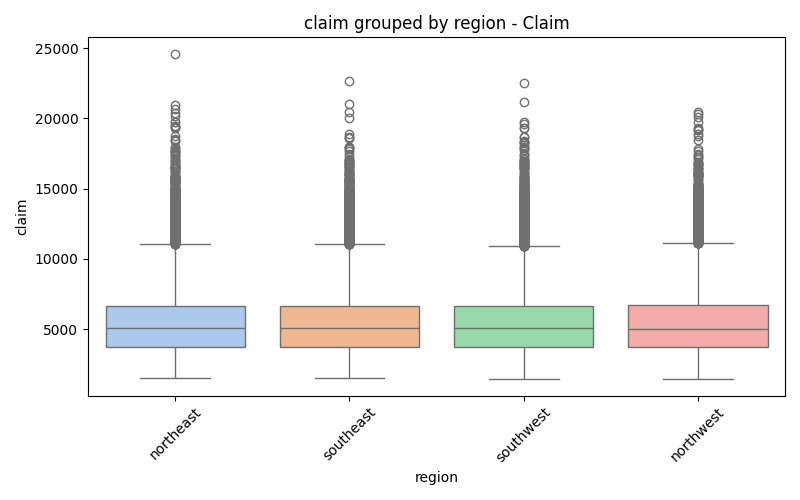 claim grouped by region - Claim
25000
20000
15000
10000
5000
claim
northeast
southeast
southwest
northwest
region